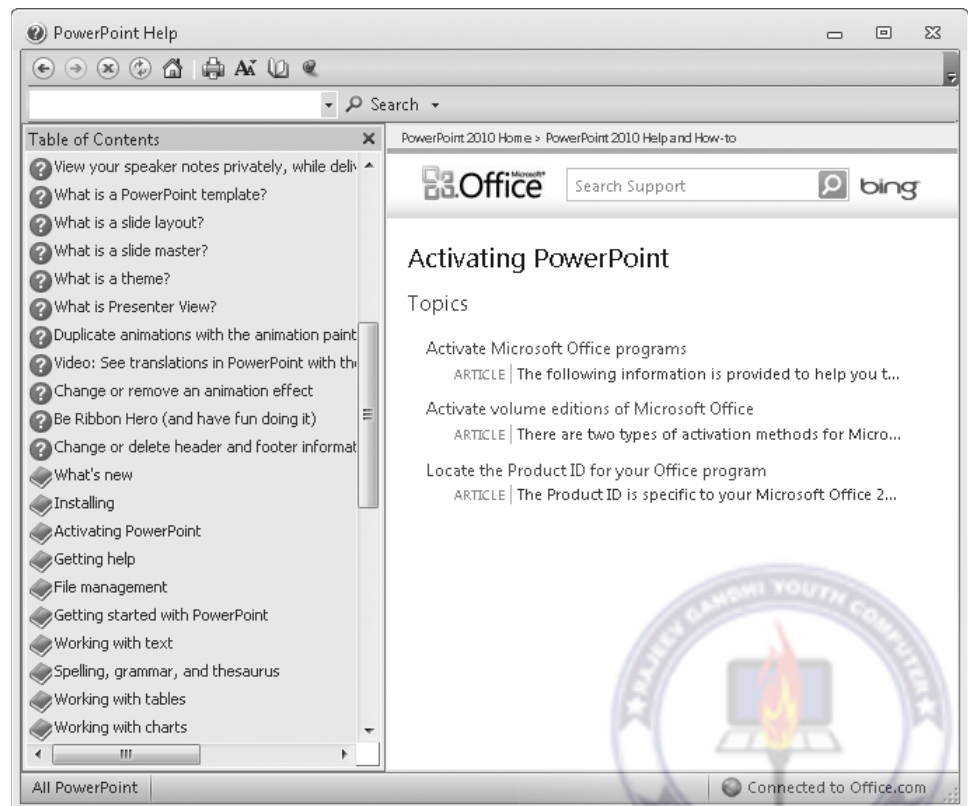 PowerPoint Help
Search
Table of Contents
View your speaker notes privately, while deli
What is a PowerPoint template?
What is a slide layout?
What is a slide master?
What is a theme?
What is Presenter View?
Duplicate animations with the animation paint
Video: See translations in PowerPoint with th
Change or remove an animation effect
Be Ribbon Hero (and have fun doing it)
Change or delete header and footer informat
What's new
Installing
Activating PowerPoint
Getting help
File management
Getting started with PowerPoint
Working with text
Spelling, grammar, and thesaurus
Working with tables
Working with charts
PowerPoint 2010 Home > PowerPoint 2010 Help and How-to
Microsoft Office
Search Support
bing
Activating PowerPoint
Topics
Activate Microsoft Office programs
ARTICLE | The following information is provided to help you t...
Activate volume editions of Microsoft Office
ARTICLE | There are two types of activation methods for Micro...
Locate the Product ID for your Office program
ARTICLE | The Product ID is specific to your Microsoft Office 2...
RAJEEV GANDHI YOUTH COMPUTER
All PowerPoint
Connected to Office.com